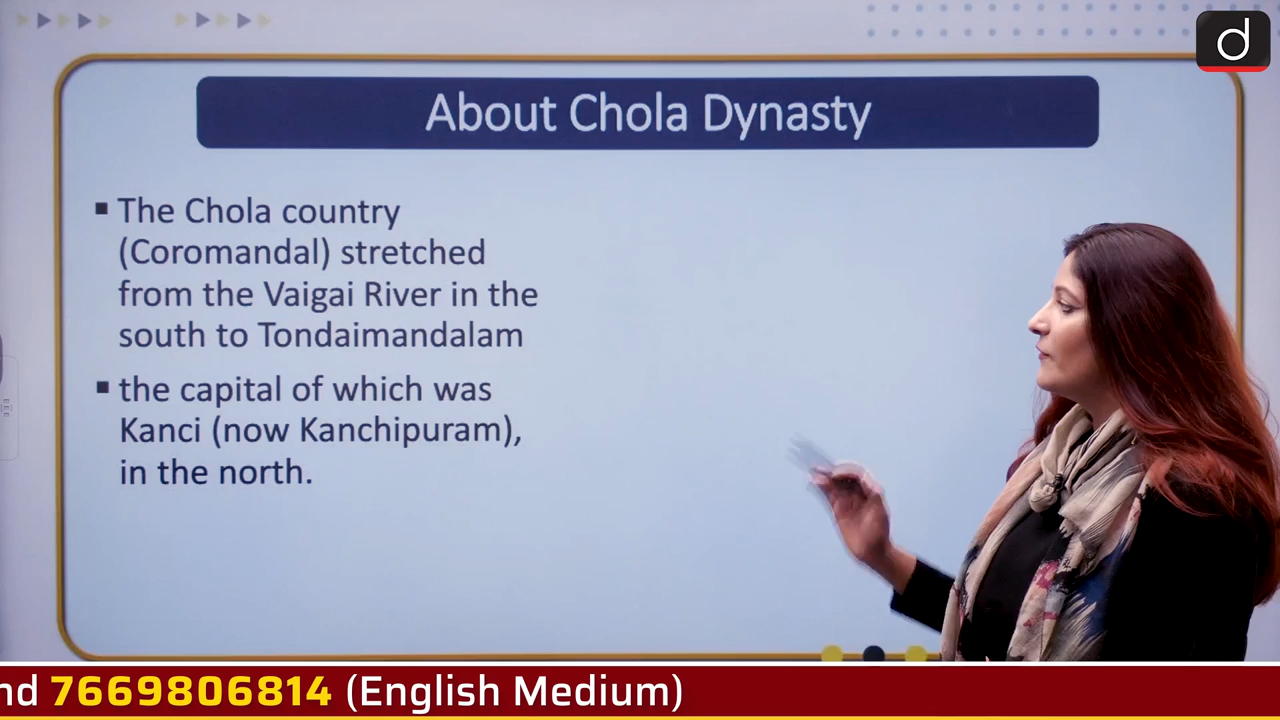 d
About Chola Dynasty
▪ The Chola country
(Coromandal) stretched
from the Vaigai River in the
south to Tondaimandalam
▪ the capital of which was
Kanci (now Kanchipuram),
in the north.
nd 7669806814 (English Medium)